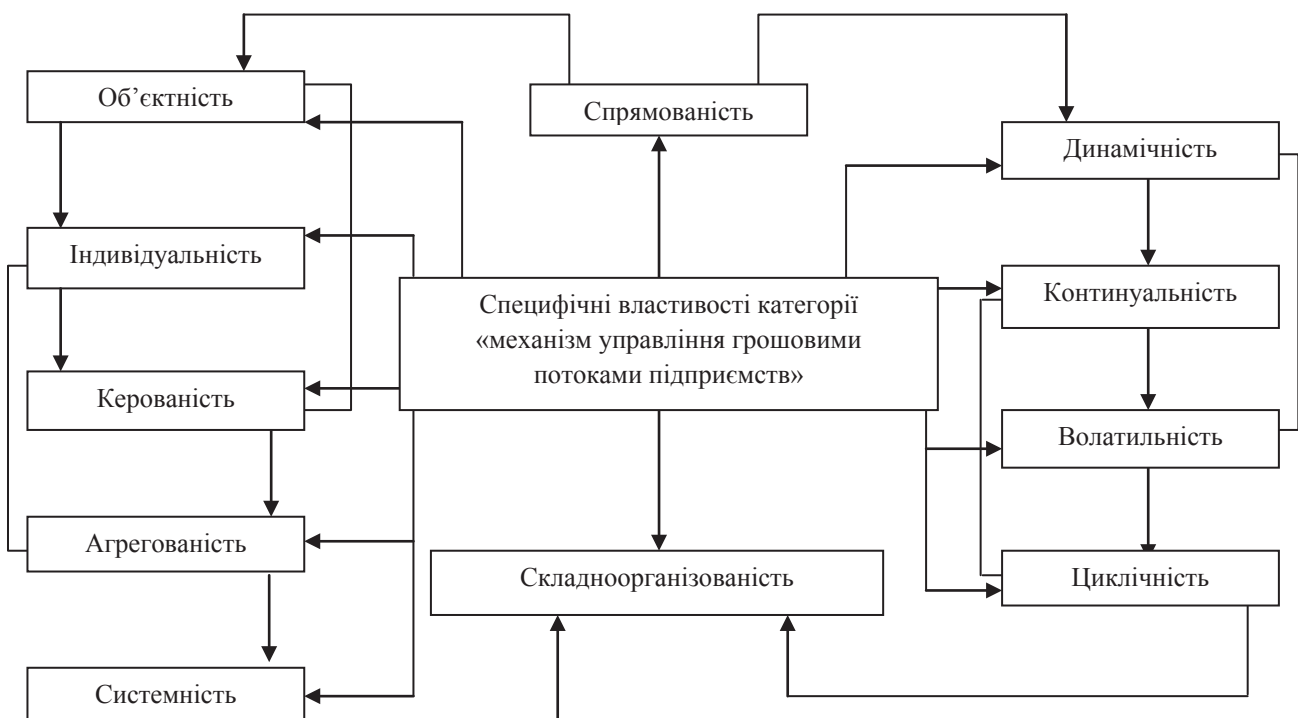 Об’єктність
Спрямованість
Динамічність
Індивідуальність
Специфічні властивості категорії
«механізм управління грошовими
потоками підприємств»
Континуальність
Керованість
Волатильність
Агрегованість
Складноорганізованість
Циклічність
Системність